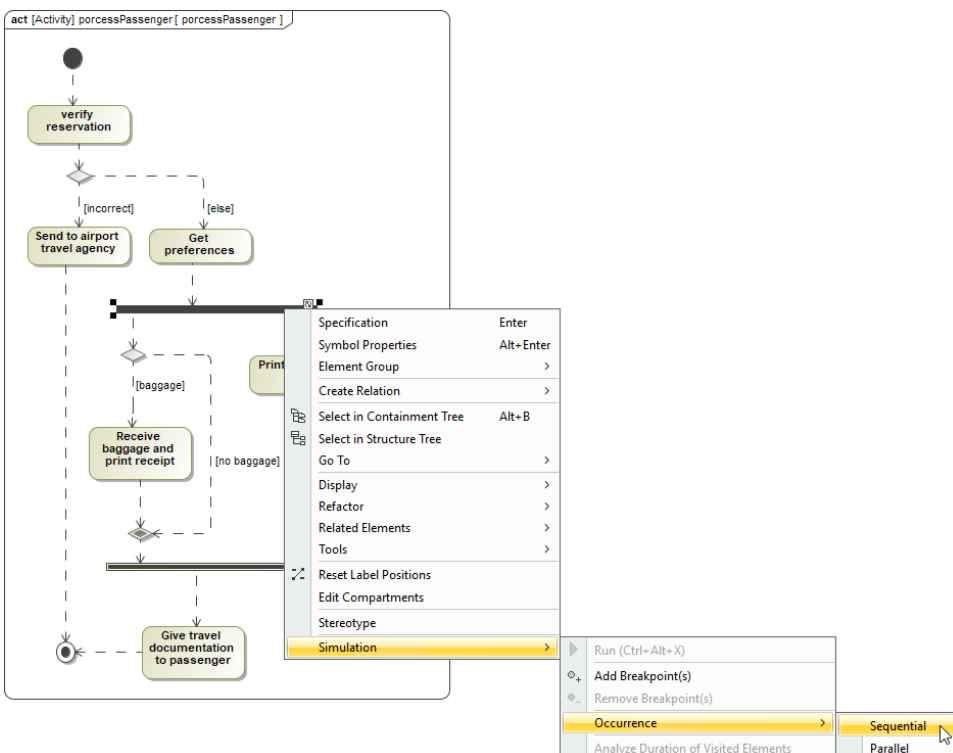 act [Activity] porcessPassenger [ porcessPassenger ]
verify
reservation
[incorrect]
[else]
Send to airport
travel agency
Get
preferences
[baggage]
Print
Receive
baggage and
print receipt
[no baggage]
Give travel
documentation
to passenger
Specification Enter
Symbol Properties Alt+Enter
Element Group
Create Relation
Select in Containment Tree Alt+B
Select in Structure Tree
Go To
Display
Refactor
Related Elements
Tools
Reset Label Positions
Edit Compartments
Stereotype
Simulation
Run (Ctrl+Alt+X)
Add Breakpoint(s)
Remove Breakpoint(s)
Occurrence
Analyze Duration of Visited Elements
Sequential
Parallel